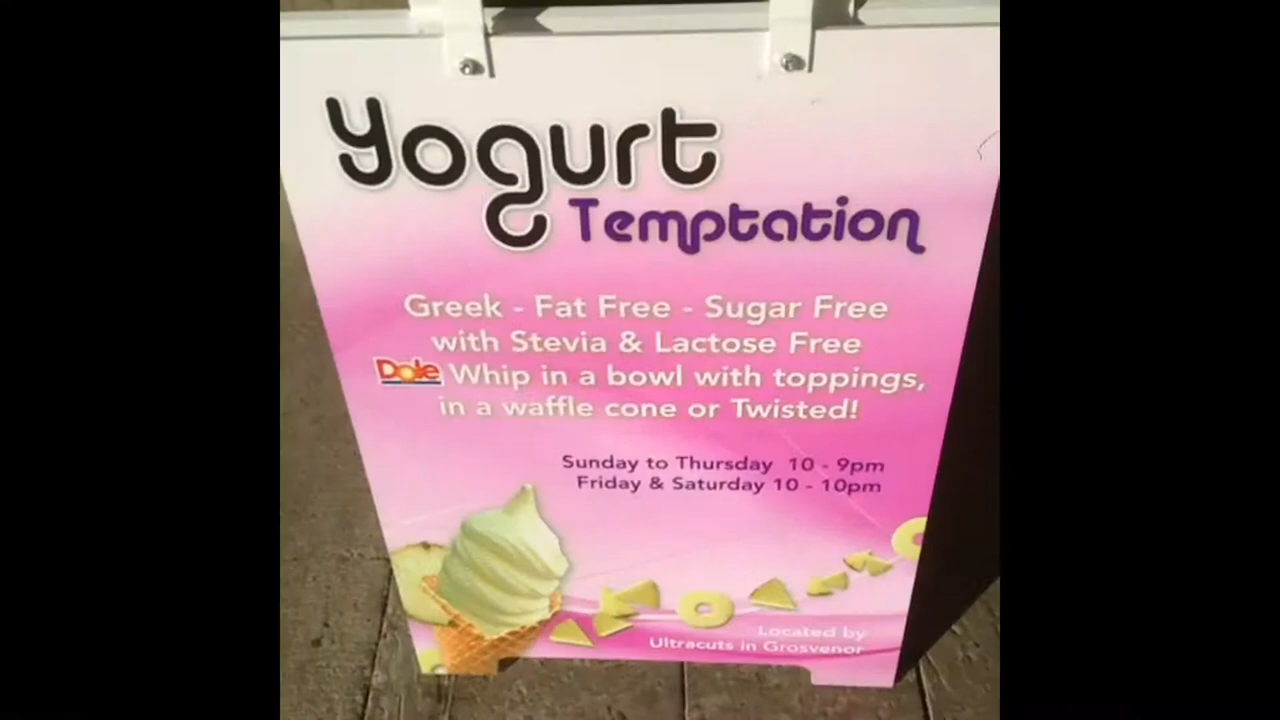 Yogurt
Temptation
Greek - Fat Free - Sugar Free
with Stevia & Lactose Free
Dole Whip in a bowl with toppings,
in a waffle cone or Twisted!
Sunday to Thursday 10 - 9pm
Friday & Saturday 10 - 10pm
Located by
Ultracuts in Grosvenor